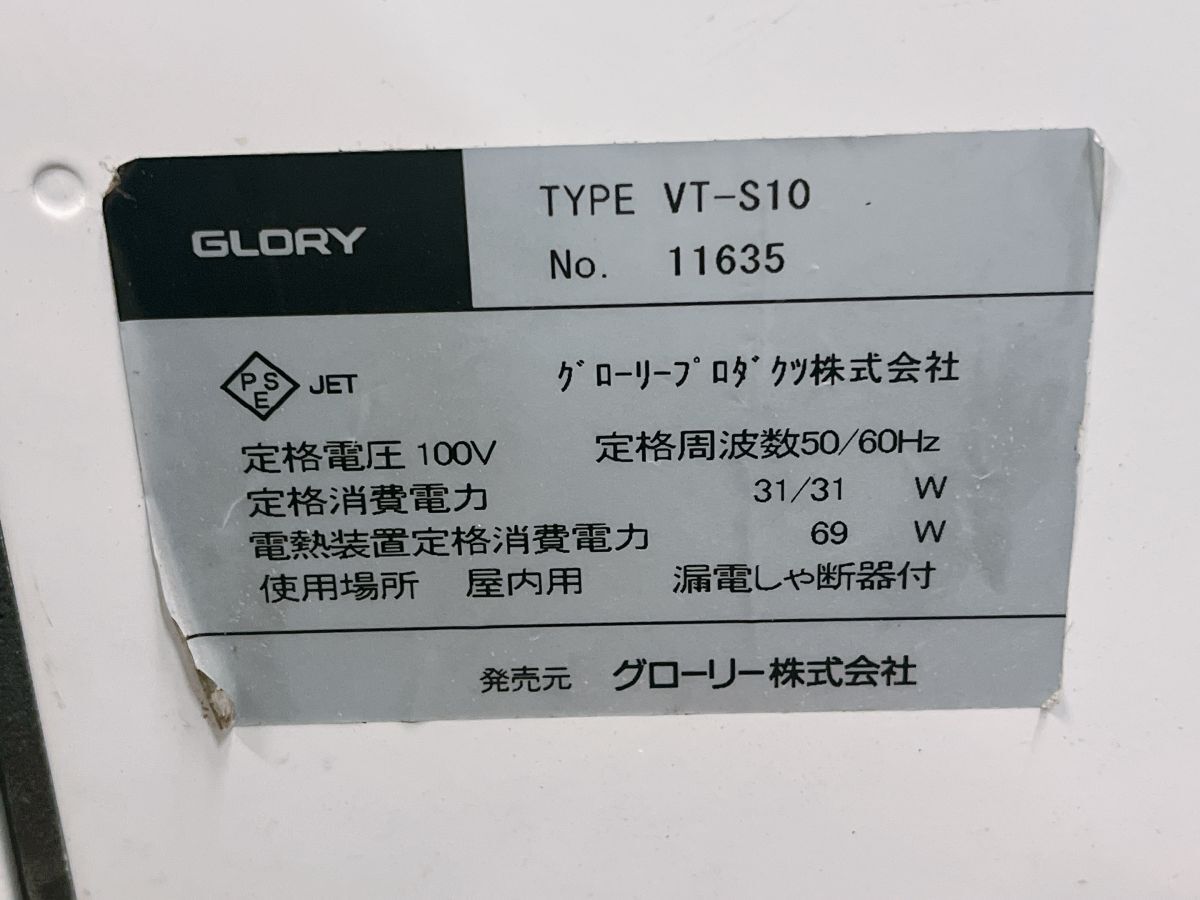 GLORY
TYPE VT-S10
No. 11635
PSE JET
グローリープロダクツ株式会社
定格電圧 100V 定格周波数50/60Hz
定格消費電力 31/31 W
電熱装置定格消費電力 69 W
使用場所 屋内用 漏電しゃ断器付
発売元 グローリー株式会社